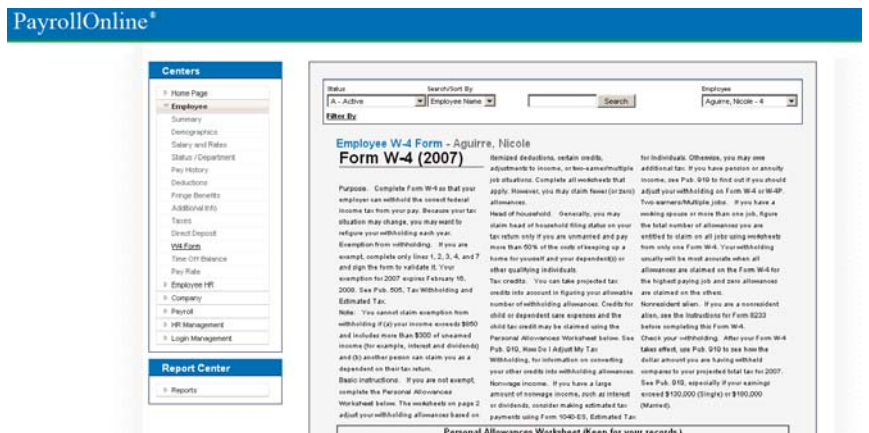 PayrollOnline®
Centers
Home Page
Employee
Summary
Demographics
Salary and Rates
Status / Department
Pay History
Deductions
Fringe Benefits
Additional Info
Taxes
Direct Deposit
W4 Form
Time Off Balance
Pay Rate
Employee HR
Company
Payroll
HR Management
Login Management
Report Center
Reports
Status
Search/Sort By
Employee
A - Active
Employee Name
Search
Aguirre, Nicole - 4
Filter By
Employee W-4 Form - Aguirre, Nicole
Form W-4 (2007)
Purpose. Complete Form W-4 so that your
employer can withhold the correct federal
income tax from your pay. Because your tax
situation may change, you may want to
refigure your withholding each year.
Exemption from withholding. If you are
exempt, complete only lines 1, 2, 3, 4, and 7
and sign the form to validate it. Your
exemption for 2007 expires February 16,
2008. See Pub. 505, Tax Withholding and
Estimated Tax.
Note: You cannot claim exemption from
withholding if (a) your income exceeds $850
and includes more than $300 of unearned
income (for example, interest and dividends)
and (b) another person can claim you as a
dependent on their tax return.
Basic instructions. If you are not exempt,
complete the Personal Allowances
Worksheet below. The worksheets on page 2
adjust your withholding allowances based on
itemized deductions, certain credits,
adjustments to income, or two-earner/multiple
job situations. Complete all worksheets that
apply. However, you may claim fewer (or zero)
allowances.
Head of household. Generally, you may
claim head of household filing status on your
tax return only if you are unmarried and pay
more than 50% of the costs of keeping up a
home for yourself and your dependent(s) or
other qualifying individuals.
Tax credits. You can take projected tax
credits into account in figuring your allowable
number of withholding allowances. Credits for
child or dependent care expenses and the
child tax credit may be claimed using the
Personal Allowances Worksheet below. See
Pub. 919, How Do I Adjust My Tax
Withholding, for information on converting
your other credits into withholding allowances.
Nonwage income. If you have a large
amount of nonwage income, such as interest
or dividends, consider making estimated tax
payments using Form 1040-ES, Estimated Tax
for Individuals. Otherwise, you may owe
additional tax. If you have pension or annuity
income, see Pub. 919 to find out if you should
adjust your withholding on Form W-4 or W-4P.
Two-earners/Multiple jobs. If you have a
working spouse or more than one job, figure
the total number of allowances you are
entitled to claim on all jobs using worksheets
from only one Form W-4. Your withholding
usually will be most accurate when all
allowances are claimed on the Form W-4 for
the highest paying job and zero allowances
are claimed on the others.
Nonresident alien. If you are a nonresident
alien, see the Instructions for Form 8233
before completing this Form W-4.
Check your withholding. After your Form W-4
takes effect, use Pub. 919 to see how the
dollar amount you are having withheld
compares to your projected total tax for 2007.
See Pub. 919, especially if your earnings
exceed $130,000 (Single) or $180,000
(Married).
Personal Allowances Worksheet (Keep for your records.)